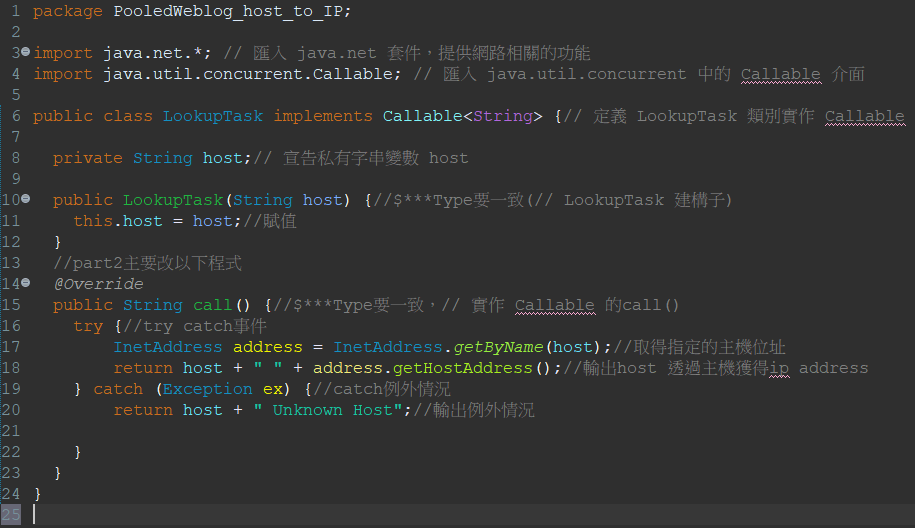 1 package PooledWeblog_host_to_IP;
2
3 import java.net.*; // 匯入 java.net 套件，提供網路相關的功能
4 import java.util.concurrent.Callable; // 匯入 java.util.concurrent 中的 Callable 介面
5
6 public class LookupTask implements Callable<String> {// 定義 LookupTask 類別實作 Callable
7
8   private String host;// 宣告私有字串變數 host
9
10   public LookupTask(String host) {//$***Type要一致(// LookupTask 建構子)
11     this.host = host;//賦值
12   }
13   //part2主要改以下程式
14   @Override
15   public String call() {//$***Type要一致，// 實作 Callable 的call()
16     try {//try catch事件
17         InetAddress address = InetAddress.getByName(host);//取得指定的主機位址
18         return host + " " + address.getHostAddress();//輸出host 透過主機獲得ip address
19     } catch (Exception ex) {//catch例外情況
20         return host + " Unknown Host";//輸出例外情況
21
22     }
23   }
24 }
25